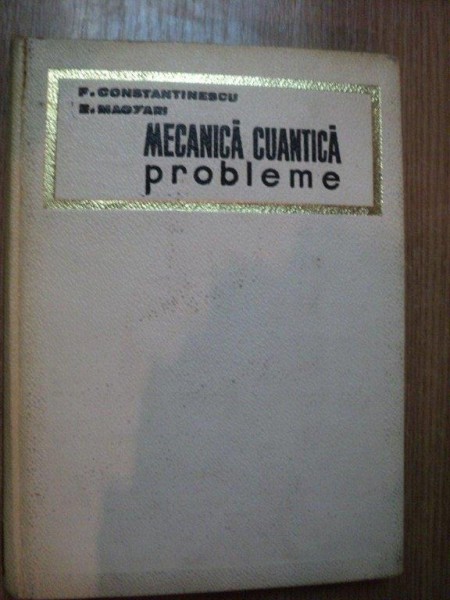 F. CONSTANTINESCU
E. MAGYARI
MECANICĂ CUANTICĂ
probleme